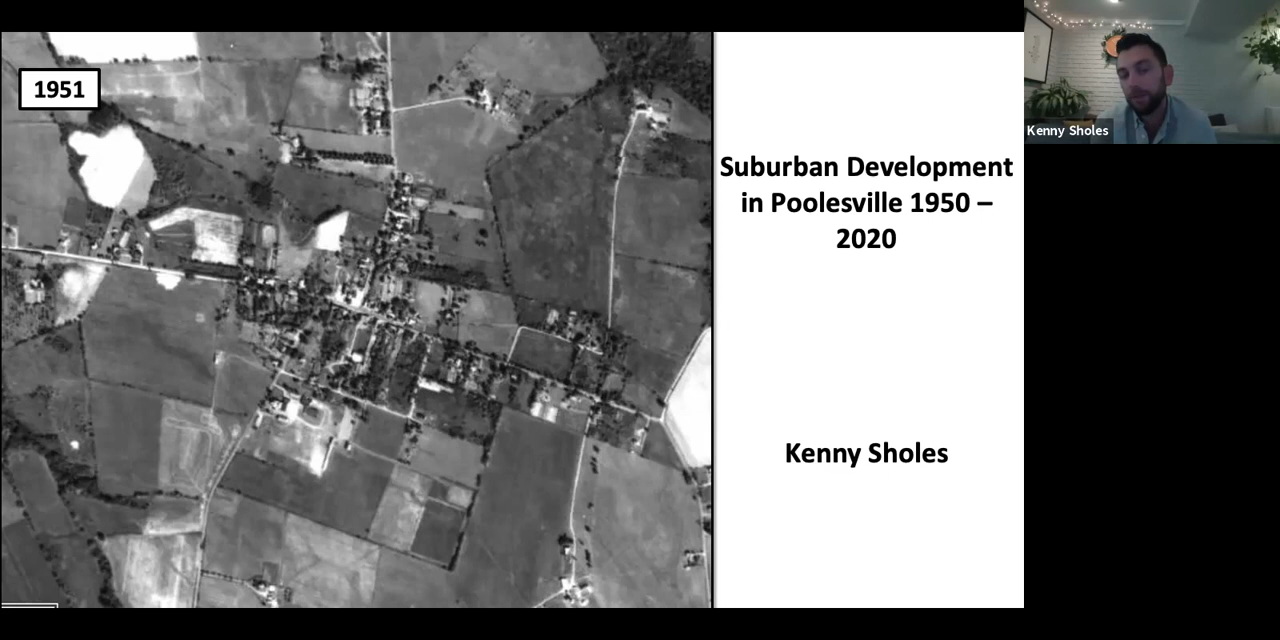 1951
Suburban Development
in Poolesville 1950 –
2020
Kenny Sholes
Kenny Sholes